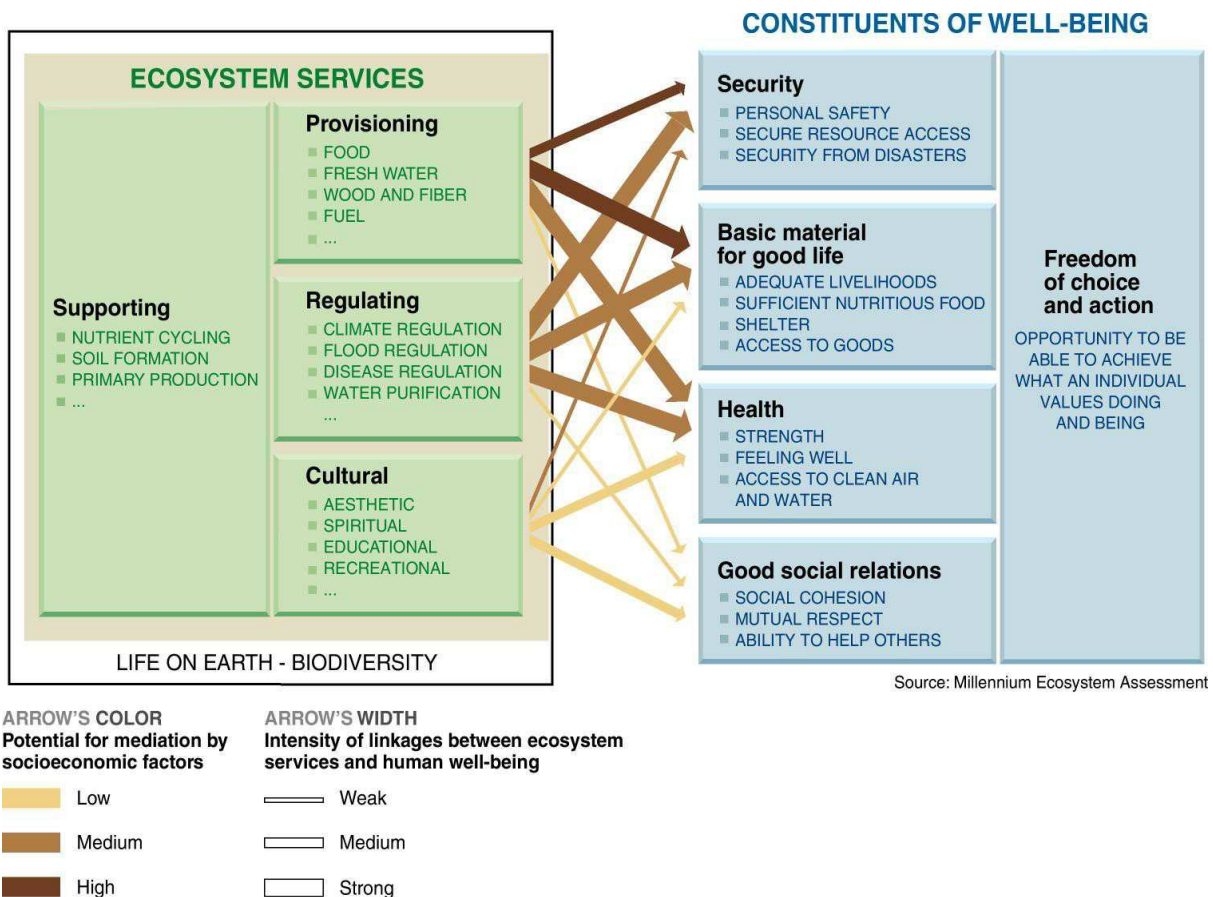 CONSTITUENTS OF WELL-BEING
ECOSYSTEM SERVICES
Supporting
NUTRIENT CYCLING
SOIL FORMATION
PRIMARY PRODUCTION
...
Provisioning
FOOD
FRESH WATER
WOOD AND FIBER
FUEL
...
Regulating
CLIMATE REGULATION
FLOOD REGULATION
DISEASE REGULATION
WATER PURIFICATION
...
Cultural
AESTHETIC
SPIRITUAL
EDUCATIONAL
RECREATIONAL
...
LIFE ON EARTH - BIODIVERSITY
Security
PERSONAL SAFETY
SECURE RESOURCE ACCESS
SECURITY FROM DISASTERS
Basic material
for good life
ADEQUATE LIVELIHOODS
SUFFICIENT NUTRITIOUS FOOD
SHELTER
ACCESS TO GOODS
Health
STRENGTH
FEELING WELL
ACCESS TO CLEAN AIR
AND WATER
Good social relations
SOCIAL COHESION
MUTUAL RESPECT
ABILITY TO HELP OTHERS
Freedom
of choice
and action
OPPORTUNITY TO BE
ABLE TO ACHIEVE
WHAT AN INDIVIDUAL
VALUES DOING
AND BEING
Source: Millennium Ecosystem Assessment
ARROW'S COLOR
Potential for mediation by
socioeconomic factors
Low
Medium
High
ARROW'S WIDTH
Intensity of linkages between ecosystem
services and human well-being
Weak
Medium
Strong